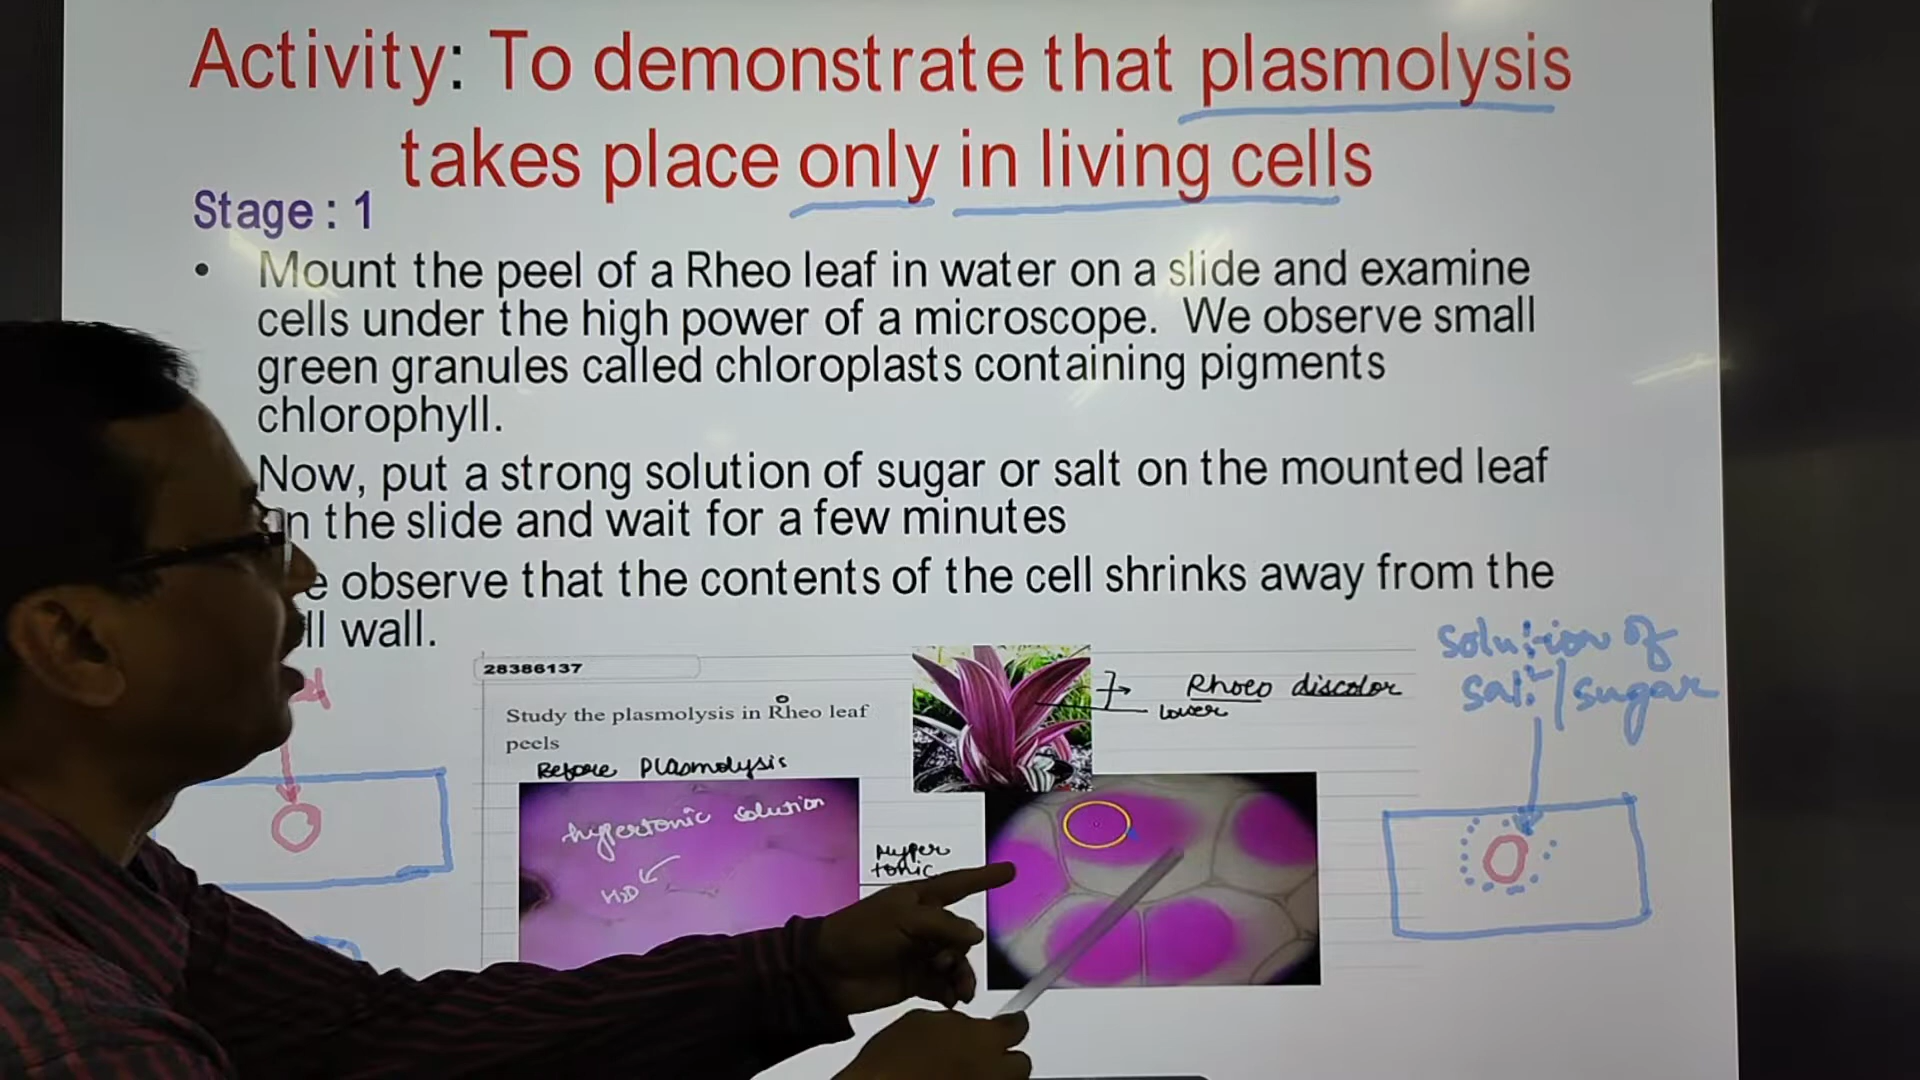 Activity: To demonstrate that plasmolysis
takes place only in living cells
Stage : 1
• Mount the peel of a Rheo leaf in water on a slide and examine
cells under the high power of a microscope. We observe small
green granules called chloroplasts containing pigments
chlorophyll.
Now, put a strong solution of sugar or salt on the mounted leaf
the slide and wait for a few minutes
observe that the contents of the cell shrinks away from the
wall.
28386137
Study the plasmolysis in Rheo leaf
peels
Before Plasmolysis
hypertonic solution
H2O
Hyper
tonic
Rhoeo discolor
lower
solution of
salt/sugar